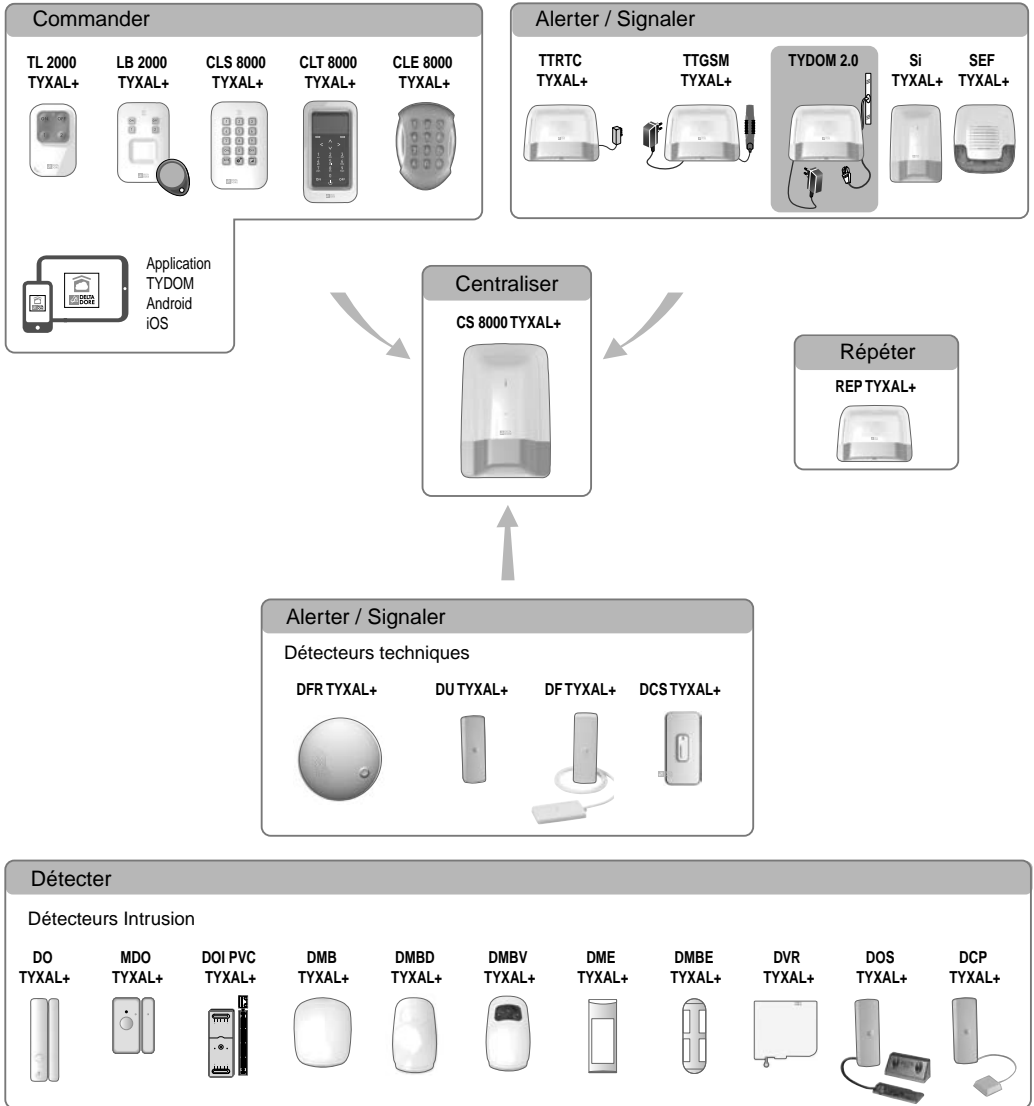 Commander
TL 2000
TYXAL+
LB 2000
TYXAL+
CLS 8000
TYXAL+
CLT 8000
TYXAL+
CLE 8000
TYXAL+
Application
TYDOM
Android
iOS
DELTA
DORE
Alerter / Signaler
TTRTC
TYXAL+
TTGSM
TYXAL+
TYDOM 2.0
Si
TYXAL+
SEF
TYXAL+
Centraliser
CS 8000 TYXAL+
Répéter
REP TYXAL+
Alerter / Signaler
Détecteurs techniques
DFR TYXAL+
DU TYXAL+
DF TYXAL+
DCS TYXAL+
Détecter
Détecteurs Intrusion
DO
TYXAL+
MDO
TYXAL+
DOI PVC
TYXAL+
DMB
TYXAL+
DMBD
TYXAL+
DMBV
TYXAL+
DME
TYXAL+
DMBE
TYXAL+
DVR
TYXAL+
DOS
TYXAL+
DCP
TYXAL+